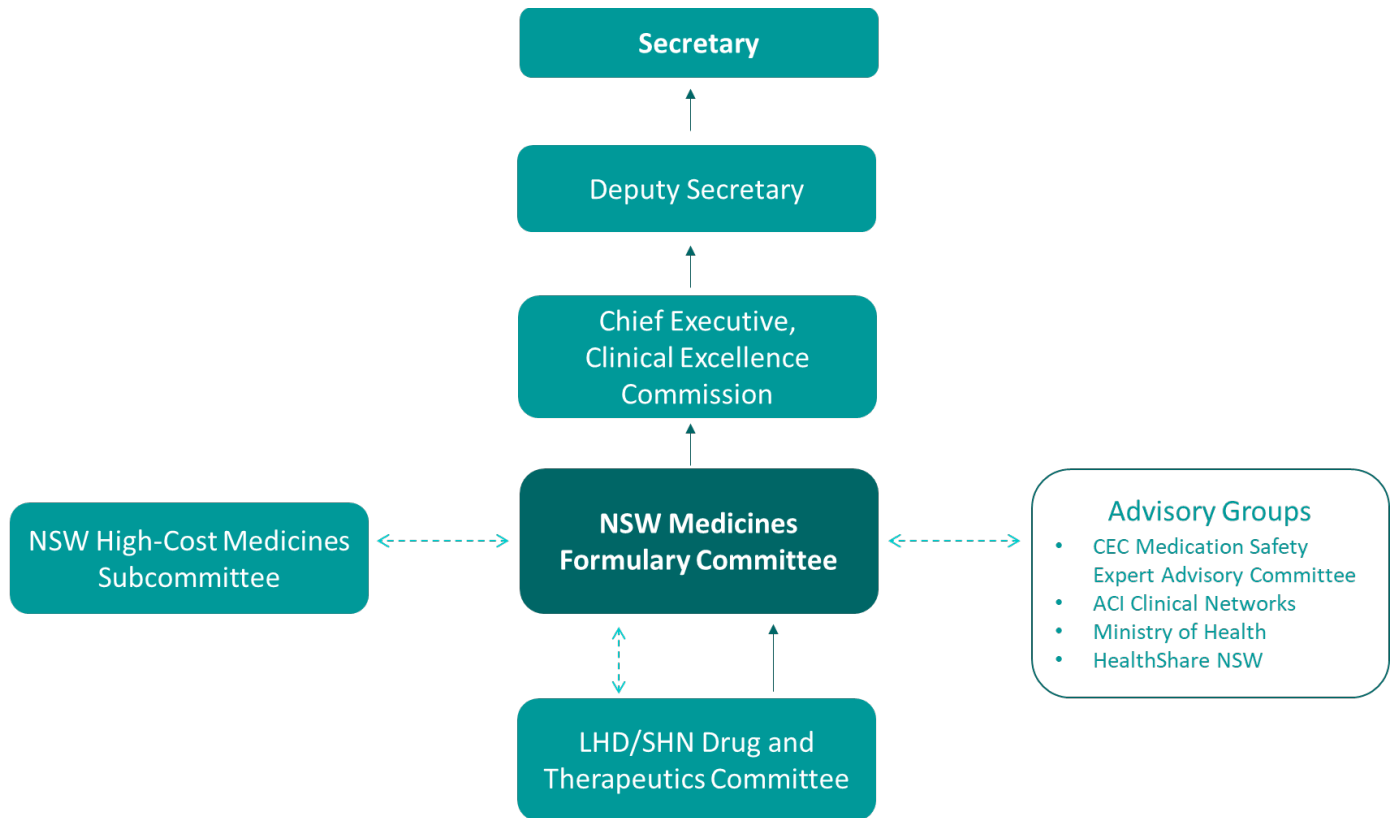 Secretary
Deputy Secretary
Chief Executive,
Clinical Excellence
Commission
NSW High-Cost Medicines
Subcommittee
NSW Medicines
Formulary Committee
Advisory Groups
• CEC Medication Safety
Expert Advisory Committee
• ACI Clinical Networks
• Ministry of Health
• HealthShare NSW
LHD/SHN Drug and
Therapeutics Committee